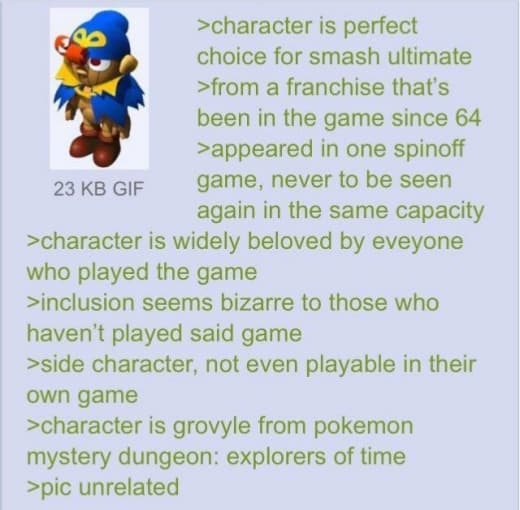 >character is perfect
choice for smash ultimate
>from a franchise that's
been in the game since 64
>appeared in one spinoff
game, never to be seen
again in the same capacity
23 KB GIF
>character is widely beloved by eveyone
who played the game
>inclusion seems bizarre to those who
haven't played said game
>side character, not even playable in their
own game
>character is grovyle from pokemon
mystery dungeon: explorers of time
>pic unrelated